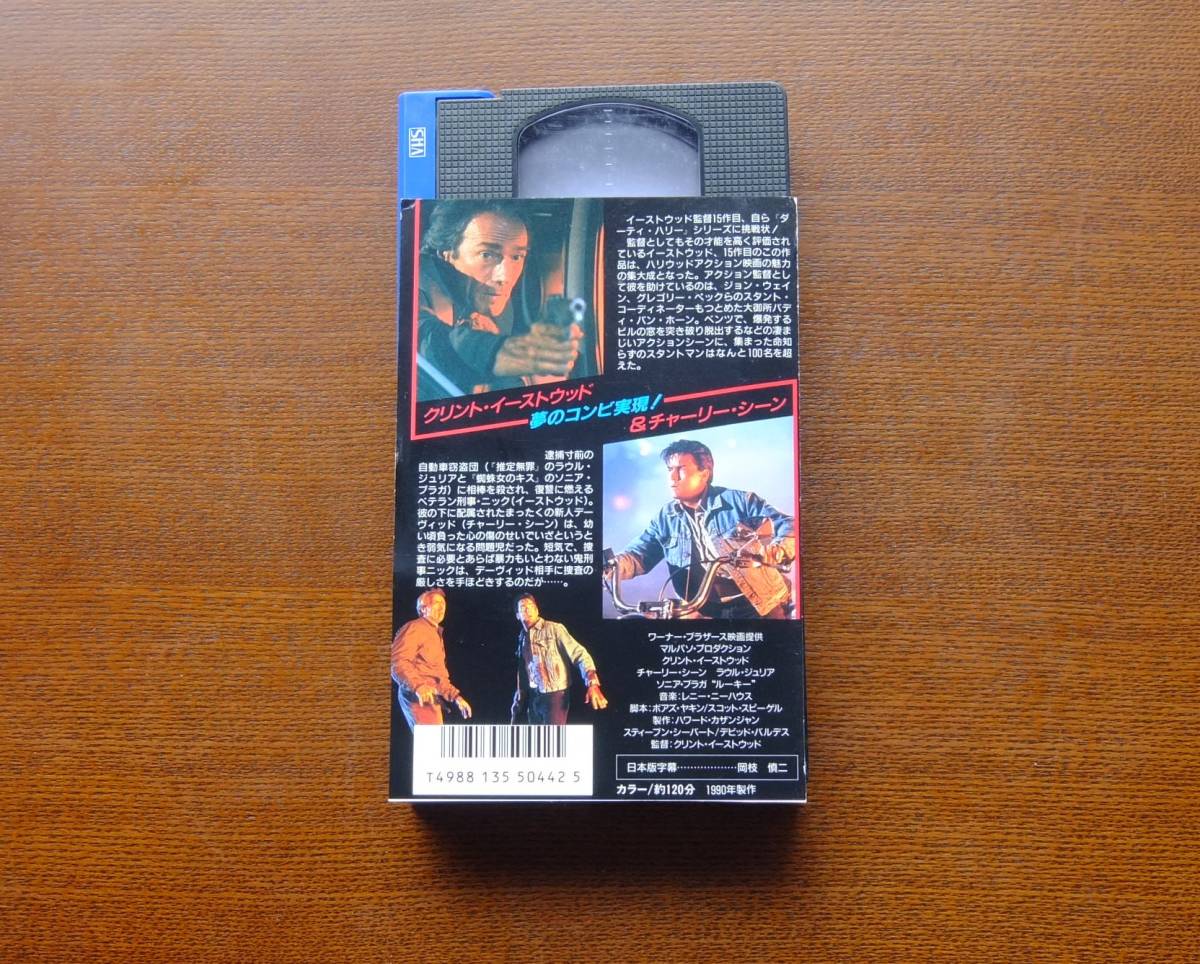 VHS
イーストウッド監督15作目、自ら『ダ
ーティ・ハリー』シリーズに挑戦状!
監督としてもその才能を高く評価され
ているイーストウッド、15作目のこの作
品は、ハリウッドアクション映画の魅力
の集大成となった。アクション監督とし
て彼を助けているのは、ジョン・ウェイ
ン、グレゴリー・ペックらのスタント・
コーディネーターもつとめた大御所バデ
ィ・バン・ホーン。ベンツで、爆発する
ビルの窓を突き破り脱出するなどの凄ま
じいアクションシーンに、集まった命知
らずのスタントマンはなんと100名を超
えた。
クリント・イーストウッド
夢のコンビ実現!
&チャーリー・シーン
逮捕寸前の
自動車窃盗団(『推定無罪』のラウル・
ジュリアと『蜘蛛女のキス』のソニア・
ブラガ)に相棒を殺され、復讐に燃える
ベテラン刑事・ニック(イーストウッド)。
彼の下に配属されたまったくの新人デー
ヴィッド(チャーリー・シーン)は、幼
い頃負った心の傷のせいでいざというと
き弱気になる問題児だった。短気で、捜
査に必要とあらば暴力もいとわない鬼刑
事ニックは、デーヴィッド相手に捜査の
厳しさを手ほどきするのだが……。
ワーナー・ブラザース映画提供
マルパソ・プロダクション
クリント・イーストウッド
チャーリー・シーン ラウル・ジュリア
ソニア・ブラガ "ルーキー"
音楽:レニー・ニーハウス
脚本:ボアズ・ヤキン/スコット・スピーゲル
製作:ハワード・カザンジャン
スティーブン・シーバート/デビッド・バルデス
監督:クリント・イーストウッド
日本版字幕………………岡枝 慎二
カラー/約120分 1990年製作
T4988 135 50442 5